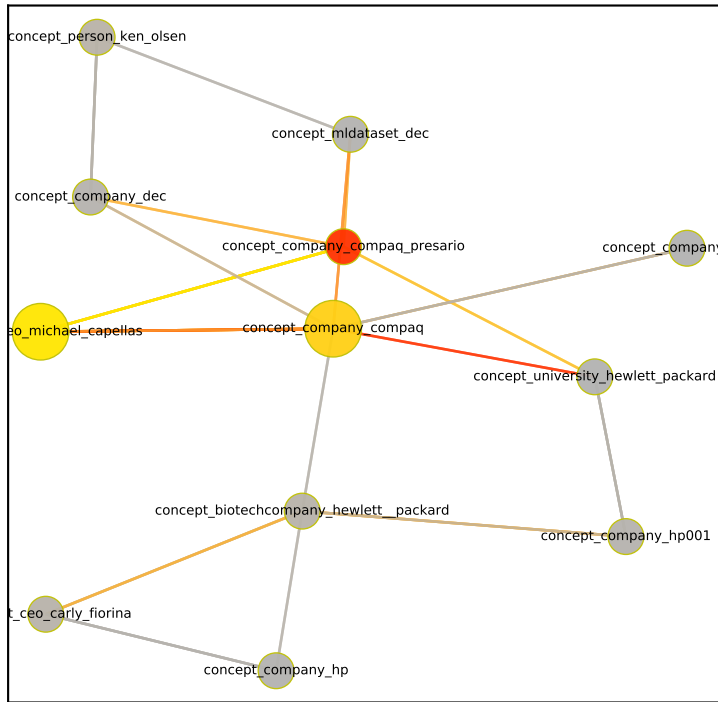 concept_person_ken_olsen
concept_mldataset_dec
concept_company_dec
concept_company_compaq_presario
concept_company
eo_michael_capellas
concept_company_compaq
concept_university_hewlett_packard
concept_biotechcompany_hewlett__packard
concept_company_hp001
t_ceo_carly_fiorina
concept_company_hp